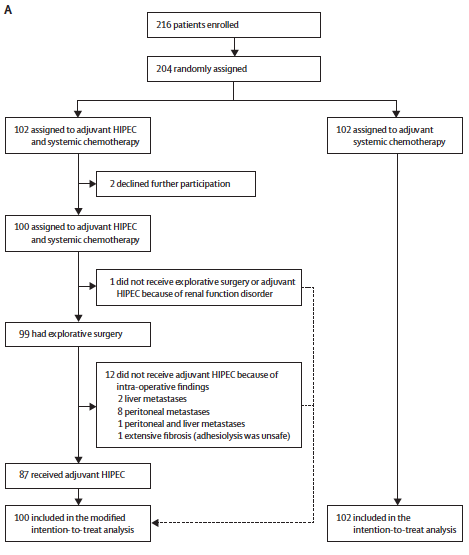 A
216 patients enrolled
204 randomly assigned
102 assigned to adjuvant HIPEC
and systemic chemotherapy
102 assigned to adjuvant
systemic chemotherapy
2 declined further participation
100 assigned to adjuvant HIPEC
and systemic chemotherapy
1 did not receive explorative surgery or adjuvant
HIPEC because of renal function disorder
99 had explorative surgery
12 did not receive adjuvant HIPEC because of
intra-operative findings
2 liver metastases
8 peritoneal metastases
1 peritoneal and liver metastases
1 extensive fibrosis (adhesiolysis was unsafe)
87 received adjuvant HIPEC
100 included in the modified
intention-to-treat analysis
102 included in the
intention-to-treat analysis